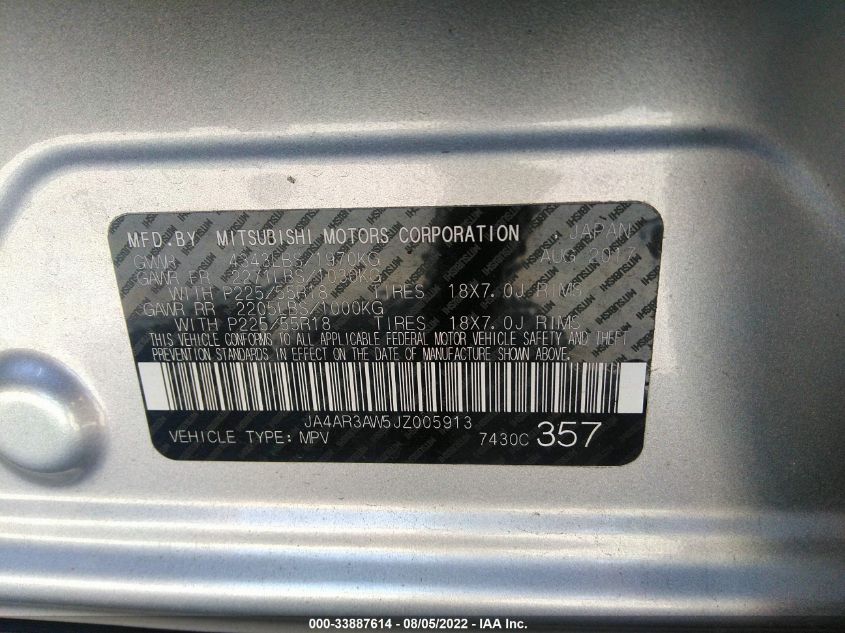 MFD.BY MITSUBISHI MOTORS CORPORATION JAPAN
GVWR 4343LBS/1970KG AUG 2017
GAWR FR 2271LBS/1030KG
WITH P225/55R18 TIRES 18X7.0J RIMS
GAWR RR 2205LBS/1000KG
WITH P225/55R18 TIRES 18X7.0J RIMS
THIS VEHICLE CONFORMS TO ALL APPLICABLE FEDERAL MOTOR VEHICLE SAFETY AND THEFT
PREVENTION STANDARDS IN EFFECT ON THE DATE OF MANUFACTURE SHOWN ABOVE.
JA4AR3AW5JZ005913
VEHICLE TYPE: MPV 7430C 357
000-33887614 - 08/05/2022 - IAA Inc.